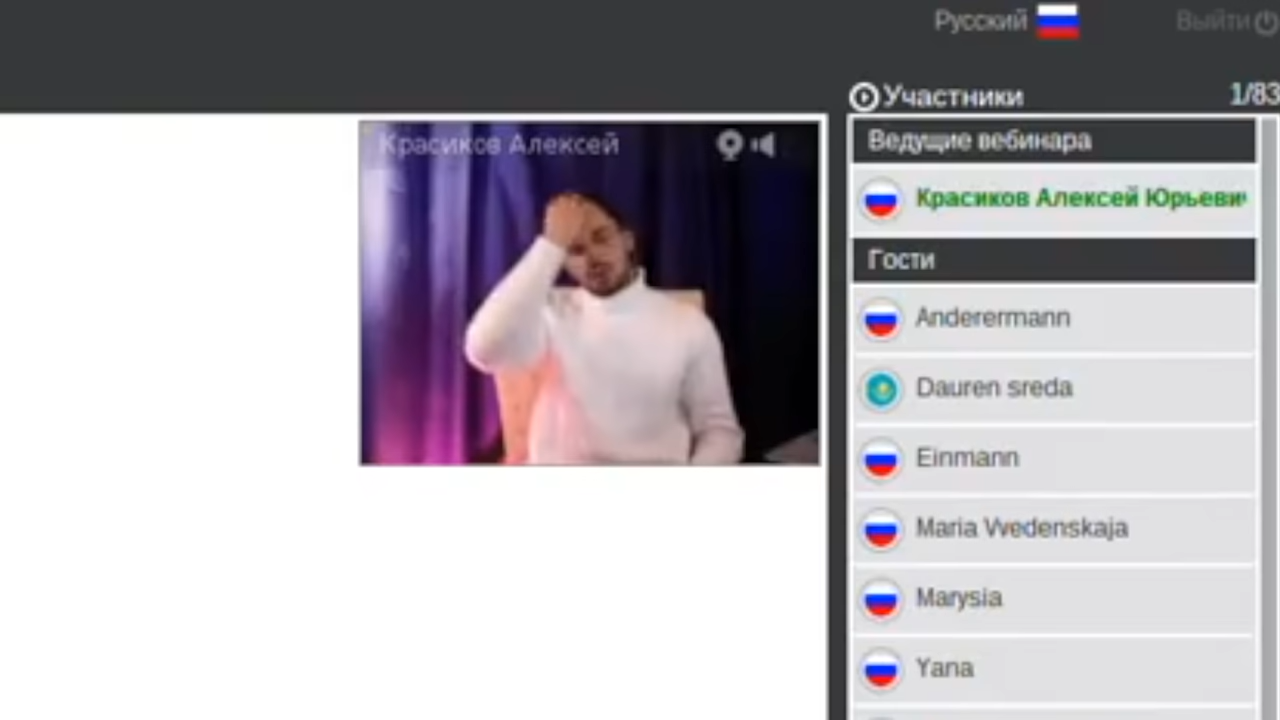 Русский
Выйти
Участники 1/83
Красиков Алексей
Ведущие вебинара
Красиков Алексей Юрьеви
Гости
Anderermann
Dauren sreda
Einmann
Maria Vvedenskaja
Marysia
Yana